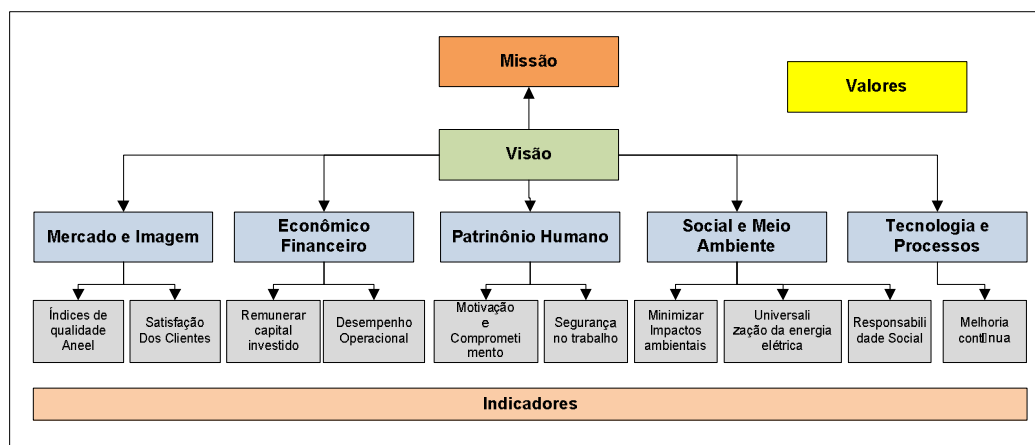 Missão
Valores
Visão
Mercado e Imagem
Econômico
Financeiro
Patrinônio Humano
Social e Meio
Ambiente
Tecnologia e
Processos
Índices de
qualidade
Aneel
Satisfação
Dos Clientes
Remunerar
capital
investido
Desempenho
Operacional
Motivação
e
Comprometi
mento
Segurança
no trabalho
Minimizar
Impactos
ambientais
Universali
zação da energia
elétrica
Responsabili
dade Social
Melhoria
contínua
Indicadores